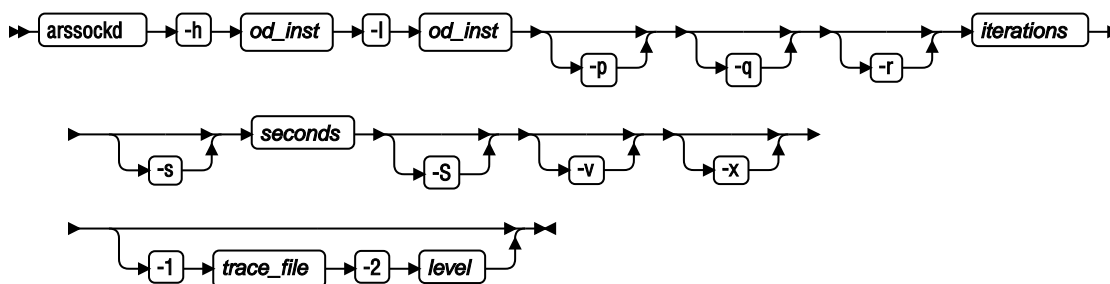 arssockd -h od_inst -I od_inst -p -q -r iterations
-s seconds -S -v -x
-1 trace_file -2 level